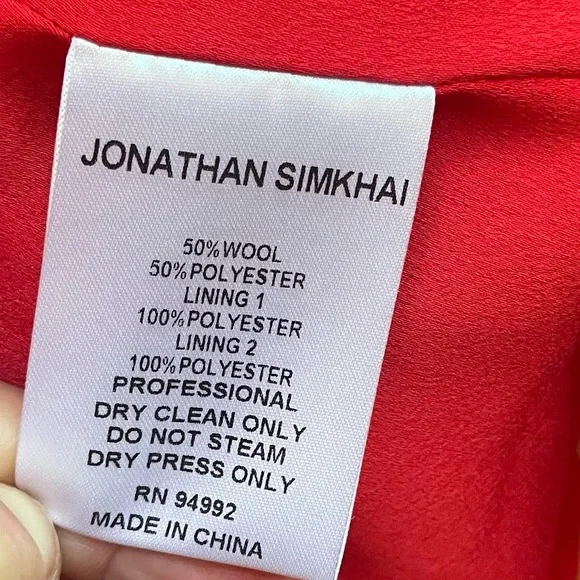 JONATHAN SIMKHAI
50% WOOL
50% POLYESTER
LINING 1
100% POLYESTER
LINING 2
100% POLYESTER
PROFESSIONAL
DRY CLEAN ONLY
DO NOT STEAM
DRY PRESS ONLY
RN 94992
MADE IN CHINA